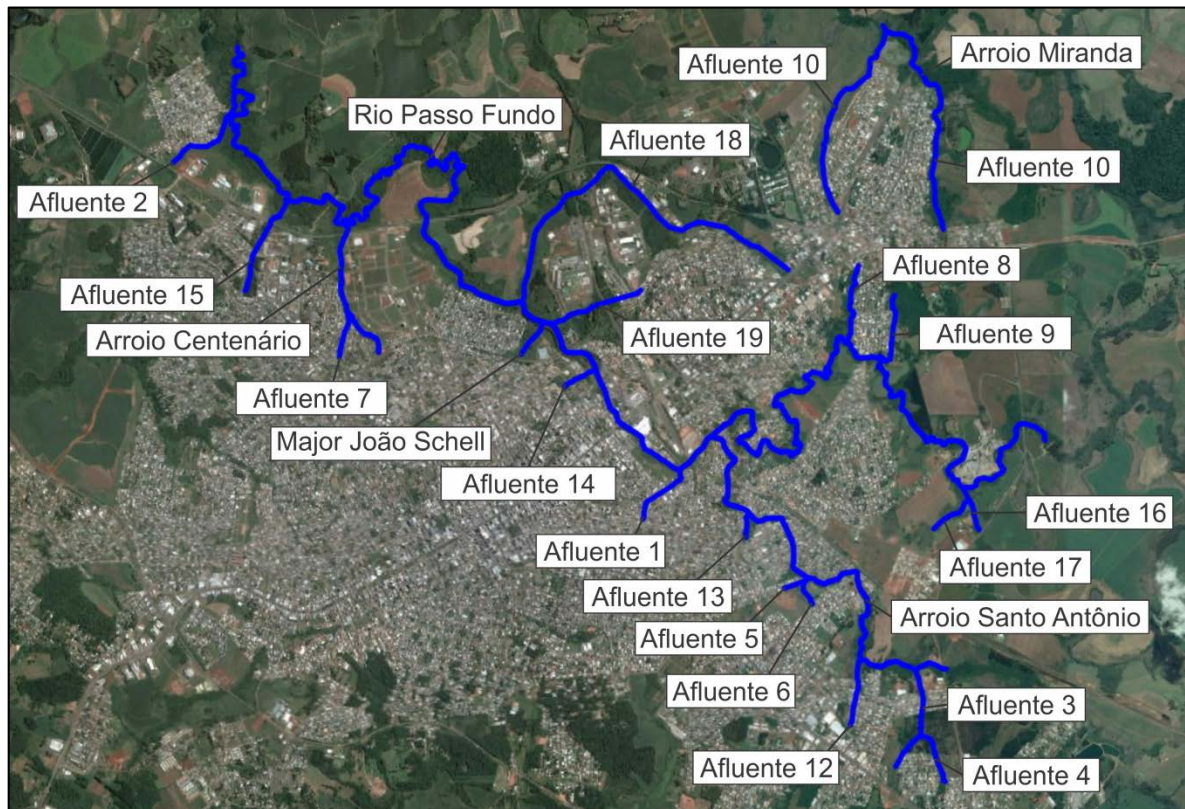 Afluente 10
Arroio Miranda
Rio Passo Fundo
Afluente 18
Afluente 10
Afluente 2
Afluente 8
Afluente 15
Afluente 9
Arroio Centenário
Afluente 19
Afluente 7
Major João Schell
Afluente 14
Afluente 16
Afluente 1
Afluente 17
Afluente 13
Arroio Santo Antônio
Afluente 5
Afluente 6
Afluente 3
Afluente 12
Afluente 4